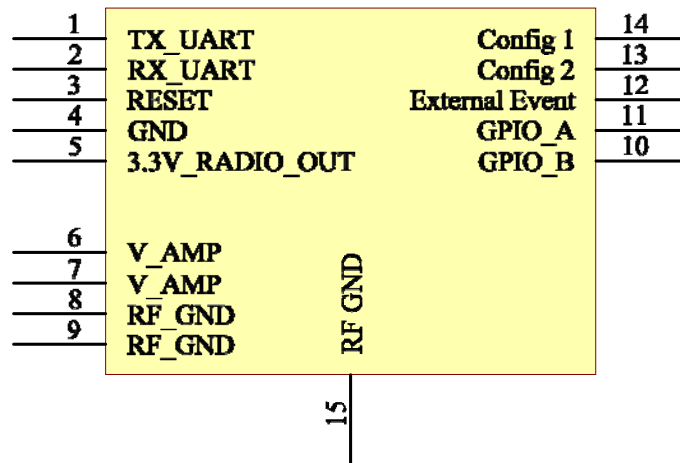 1 TX_UART Config 1 14
2 RX_UART Config 2 13
3 RESET External Event 12
4 GND GPIO_A 11
5 3.3V_RADIO_OUT GPIO_B 10
6 V_AMP
7 V_AMP
8 RF_GND
9 RF_GND
RF GND
15